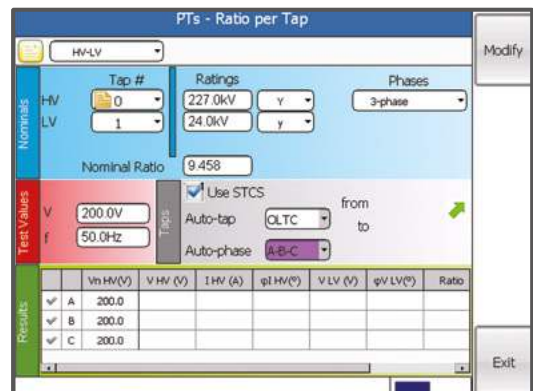 PTs - Ratio per Tap
HV-LV
Modify
Nominals
Tap # Ratings Phases
HV 0 227.0kV Y 3-phase
LV 1 24.0kV y
Nominal Ratio 9.458
Test Values
V 200.0V
f 50.0Hz
Taps
Use STCS
Auto-tap OLTC from
to
Auto-phase A-B-C
Results
Vn HV(V) V HV (V) I HV (A) φI HV(º) V LV (V) φV LV(º) Ratio
A 200.0
B 200.0
C 200.0
Exit